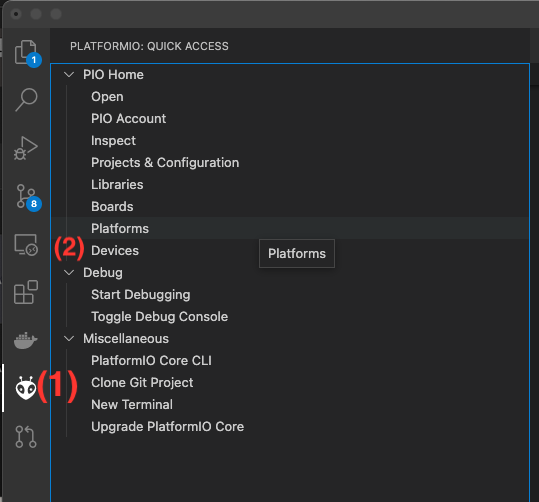 PLATFORMIO: QUICK ACCESS
1
PIO Home
Open
PIO Account
Inspect
Projects & Configuration
Libraries
8
Boards
Platforms
(2)
Devices
Platforms
Debug
Start Debugging
Toggle Debug Console
Miscellaneous
PlatformIO Core CLI
(1)
Clone Git Project
New Terminal
Upgrade PlatformIO Core